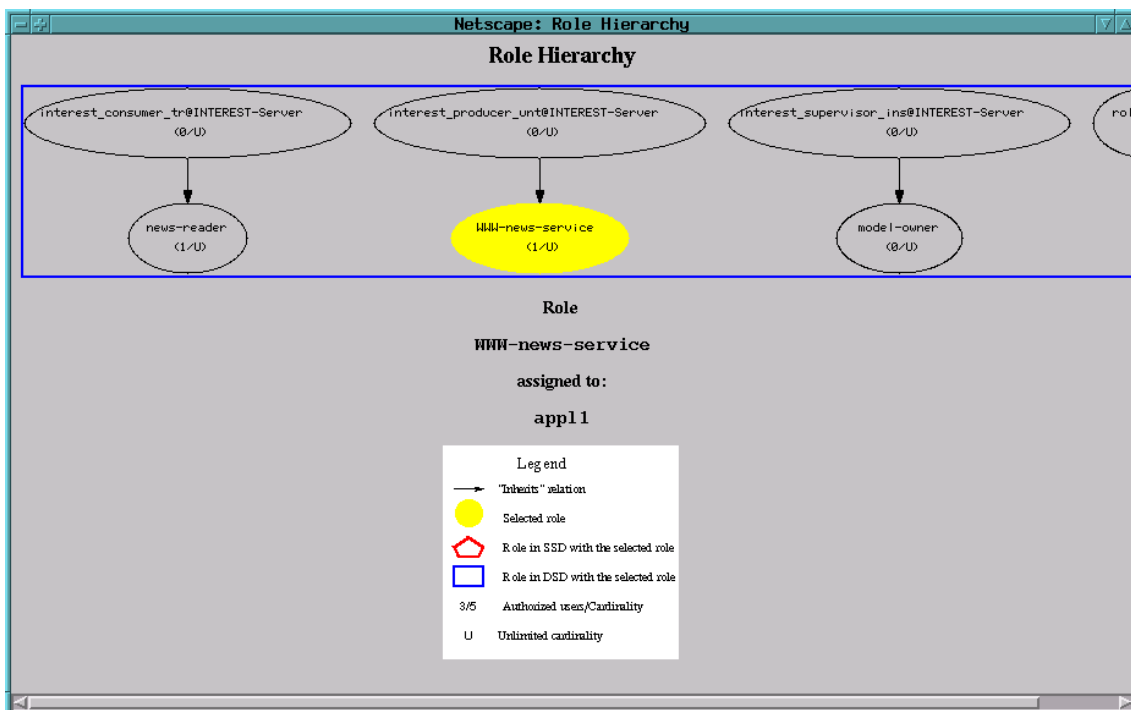 Netscape: Role Hierarchy
Role Hierarchy
interest_consumer_tr@INTEREST-Server
(0/U)
interest_producer_unt@INTEREST-Server
(0/U)
interest_supervisor_ins@INTEREST-Server
(0/U)
rol
news-reader
(1/U)
WWW-news-service
(1/U)
model-owner
(0/U)
Role
WWW-news-service
assigned to:
appl1
Legend
"Inherits" relation
Selected role
Role in SSD with the selected role
Role in DSD with the selected role
3/5 Authorized users/Cardinality
U Unlimited cardinality